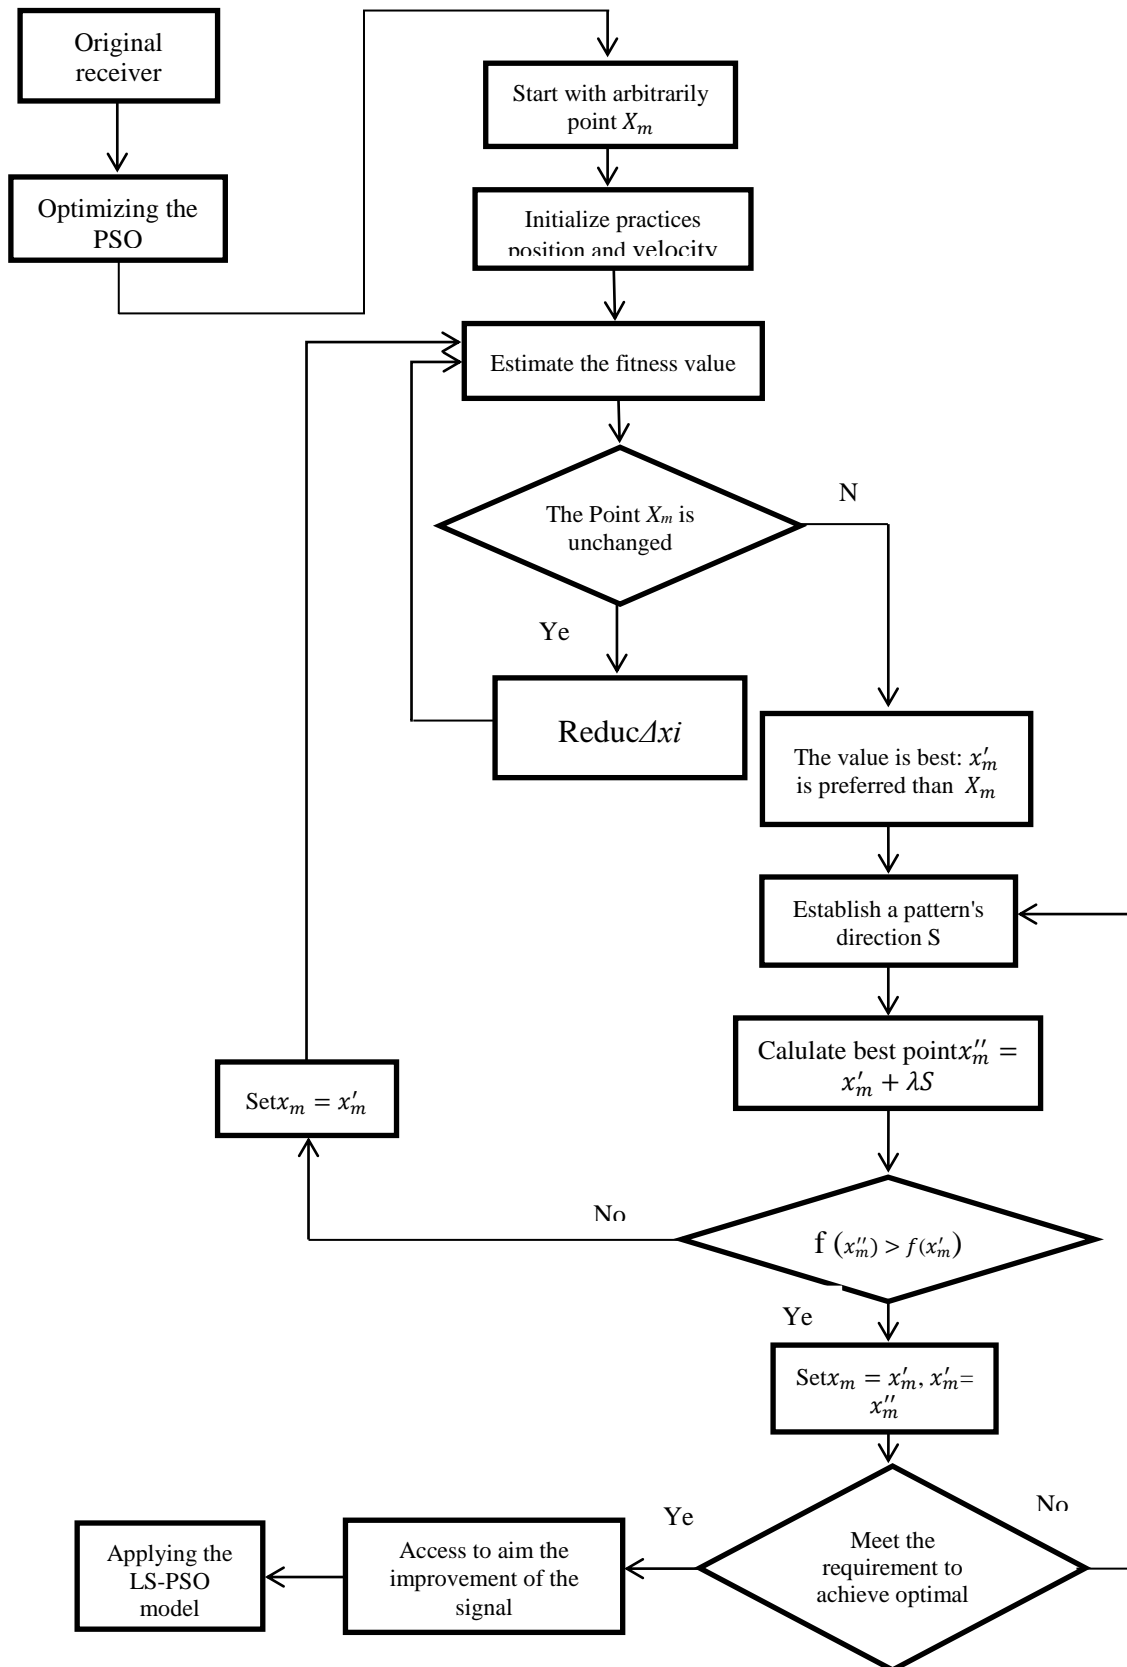 Original
receiver
Optimizing the
PSO
Start with arbitrarily
point X_m
Initialize practices
position and velocity
Estimate the fitness value
The Point X_m is
unchanged
N
Ye
Reduc Δxi
The value is best: x′_m
is preferred than X_m
Establish a pattern's
direction S
Calulate best point x″_m =
x′_m + λS
Set x_m = x′_m
No
f (x″_m) > f(x′_m)
Ye
Set x_m = x′_m, x′_m =
x″_m
Meet the
requirement to
achieve optimal
No
Ye
Access to aim the
improvement of the
signal
Applying the
LS-PSO
model